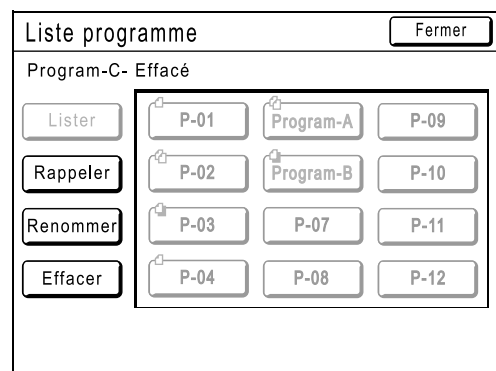 Liste programme
Fermer
Program-C- Effacé
Lister
P-01
Program-A
P-09
Rappeler
P-02
Program-B
P-10
Renommer
P-03
P-07
P-11
Effacer
P-04
P-08
P-12